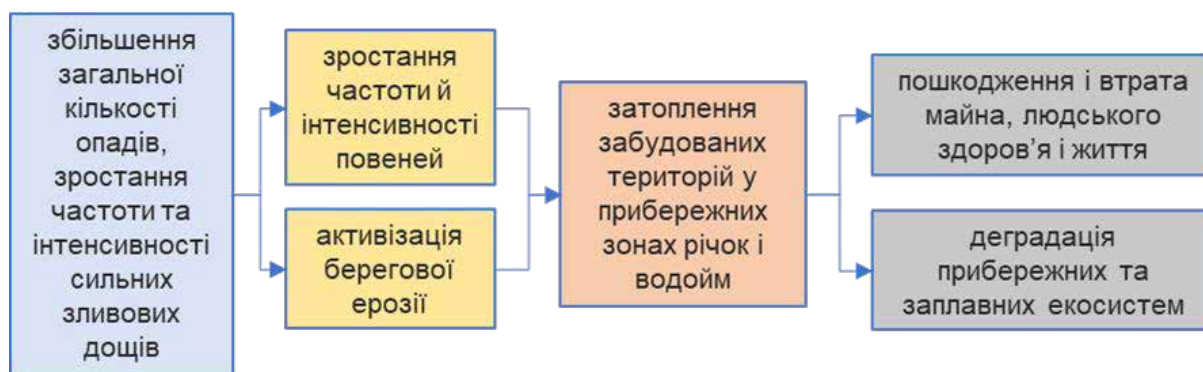 збільшення
загальної
кількості
опадів,
зростання
частоти та
інтенсивності
сильних
зливових
дощів
зростання
частоти й
інтенсивності
повеней
активізація
берегової
ерозії
затоплення
забудованих
територій у
прибережних
зонах річок і
водойм
пошкодження і втрата
майна, людського
здоров’я і життя
деградація
прибережних та
заплавних екосистем